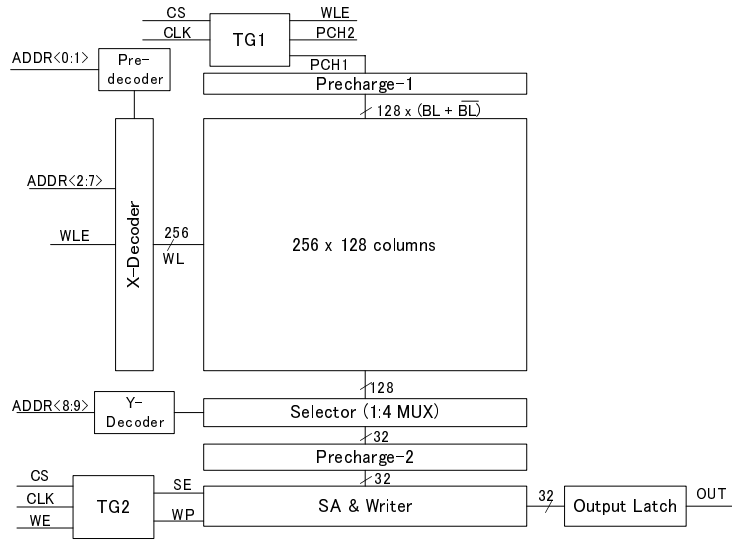 CS
WLE
CLK
TG1
PCH2
ADDR<0:1>
Pre-
decoder
PCH1
Precharge-1
128 x (BL + B̅L̅)
ADDR<2:7>
X-Decoder
WLE
256
WL
256 x 128 columns
128
ADDR<8:9>
Y-
Decoder
Selector (1:4 MUX)
32
Precharge-2
32
CS
CLK
WE
TG2
SE
WP
SA & Writer
32
Output Latch
OUT